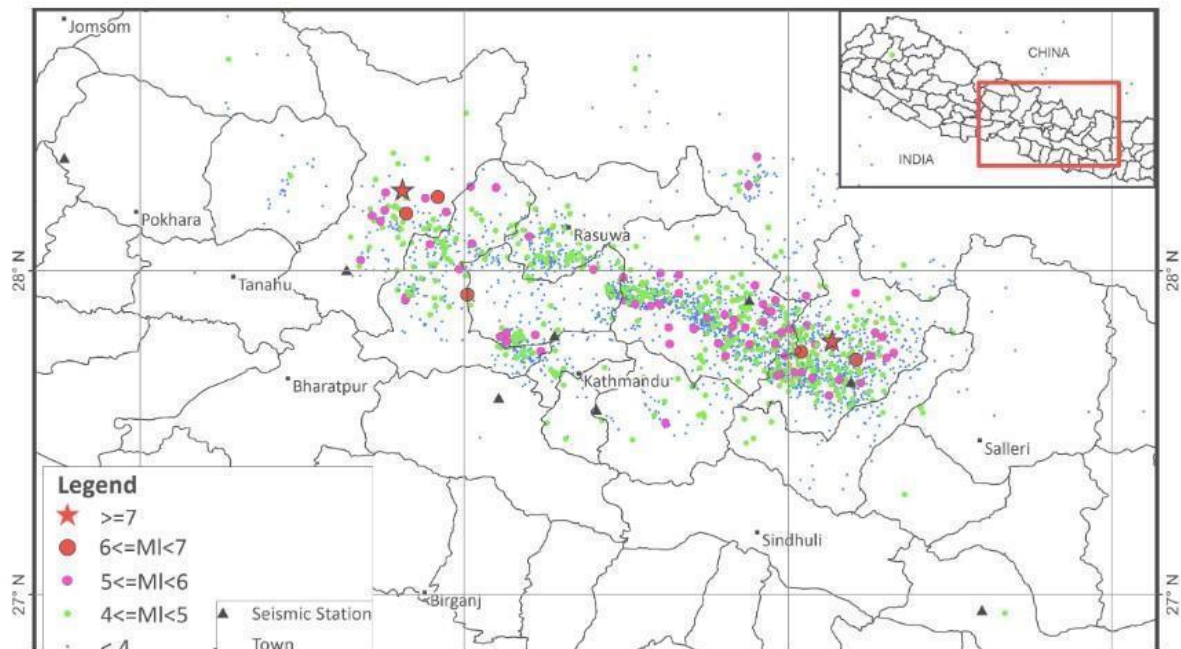 Jomsom
CHINA
INDIA
Pokhara
Rasuwa
28° N
28° N
Tanahu
Kathmandu
Bharatpur
Salleri
Legend
>=7
Sindhuli
6<=Ml<7
5<=Ml<6
27° N
27° N
Birganj
4<=Ml<5
Seismic Station
< 4
Town